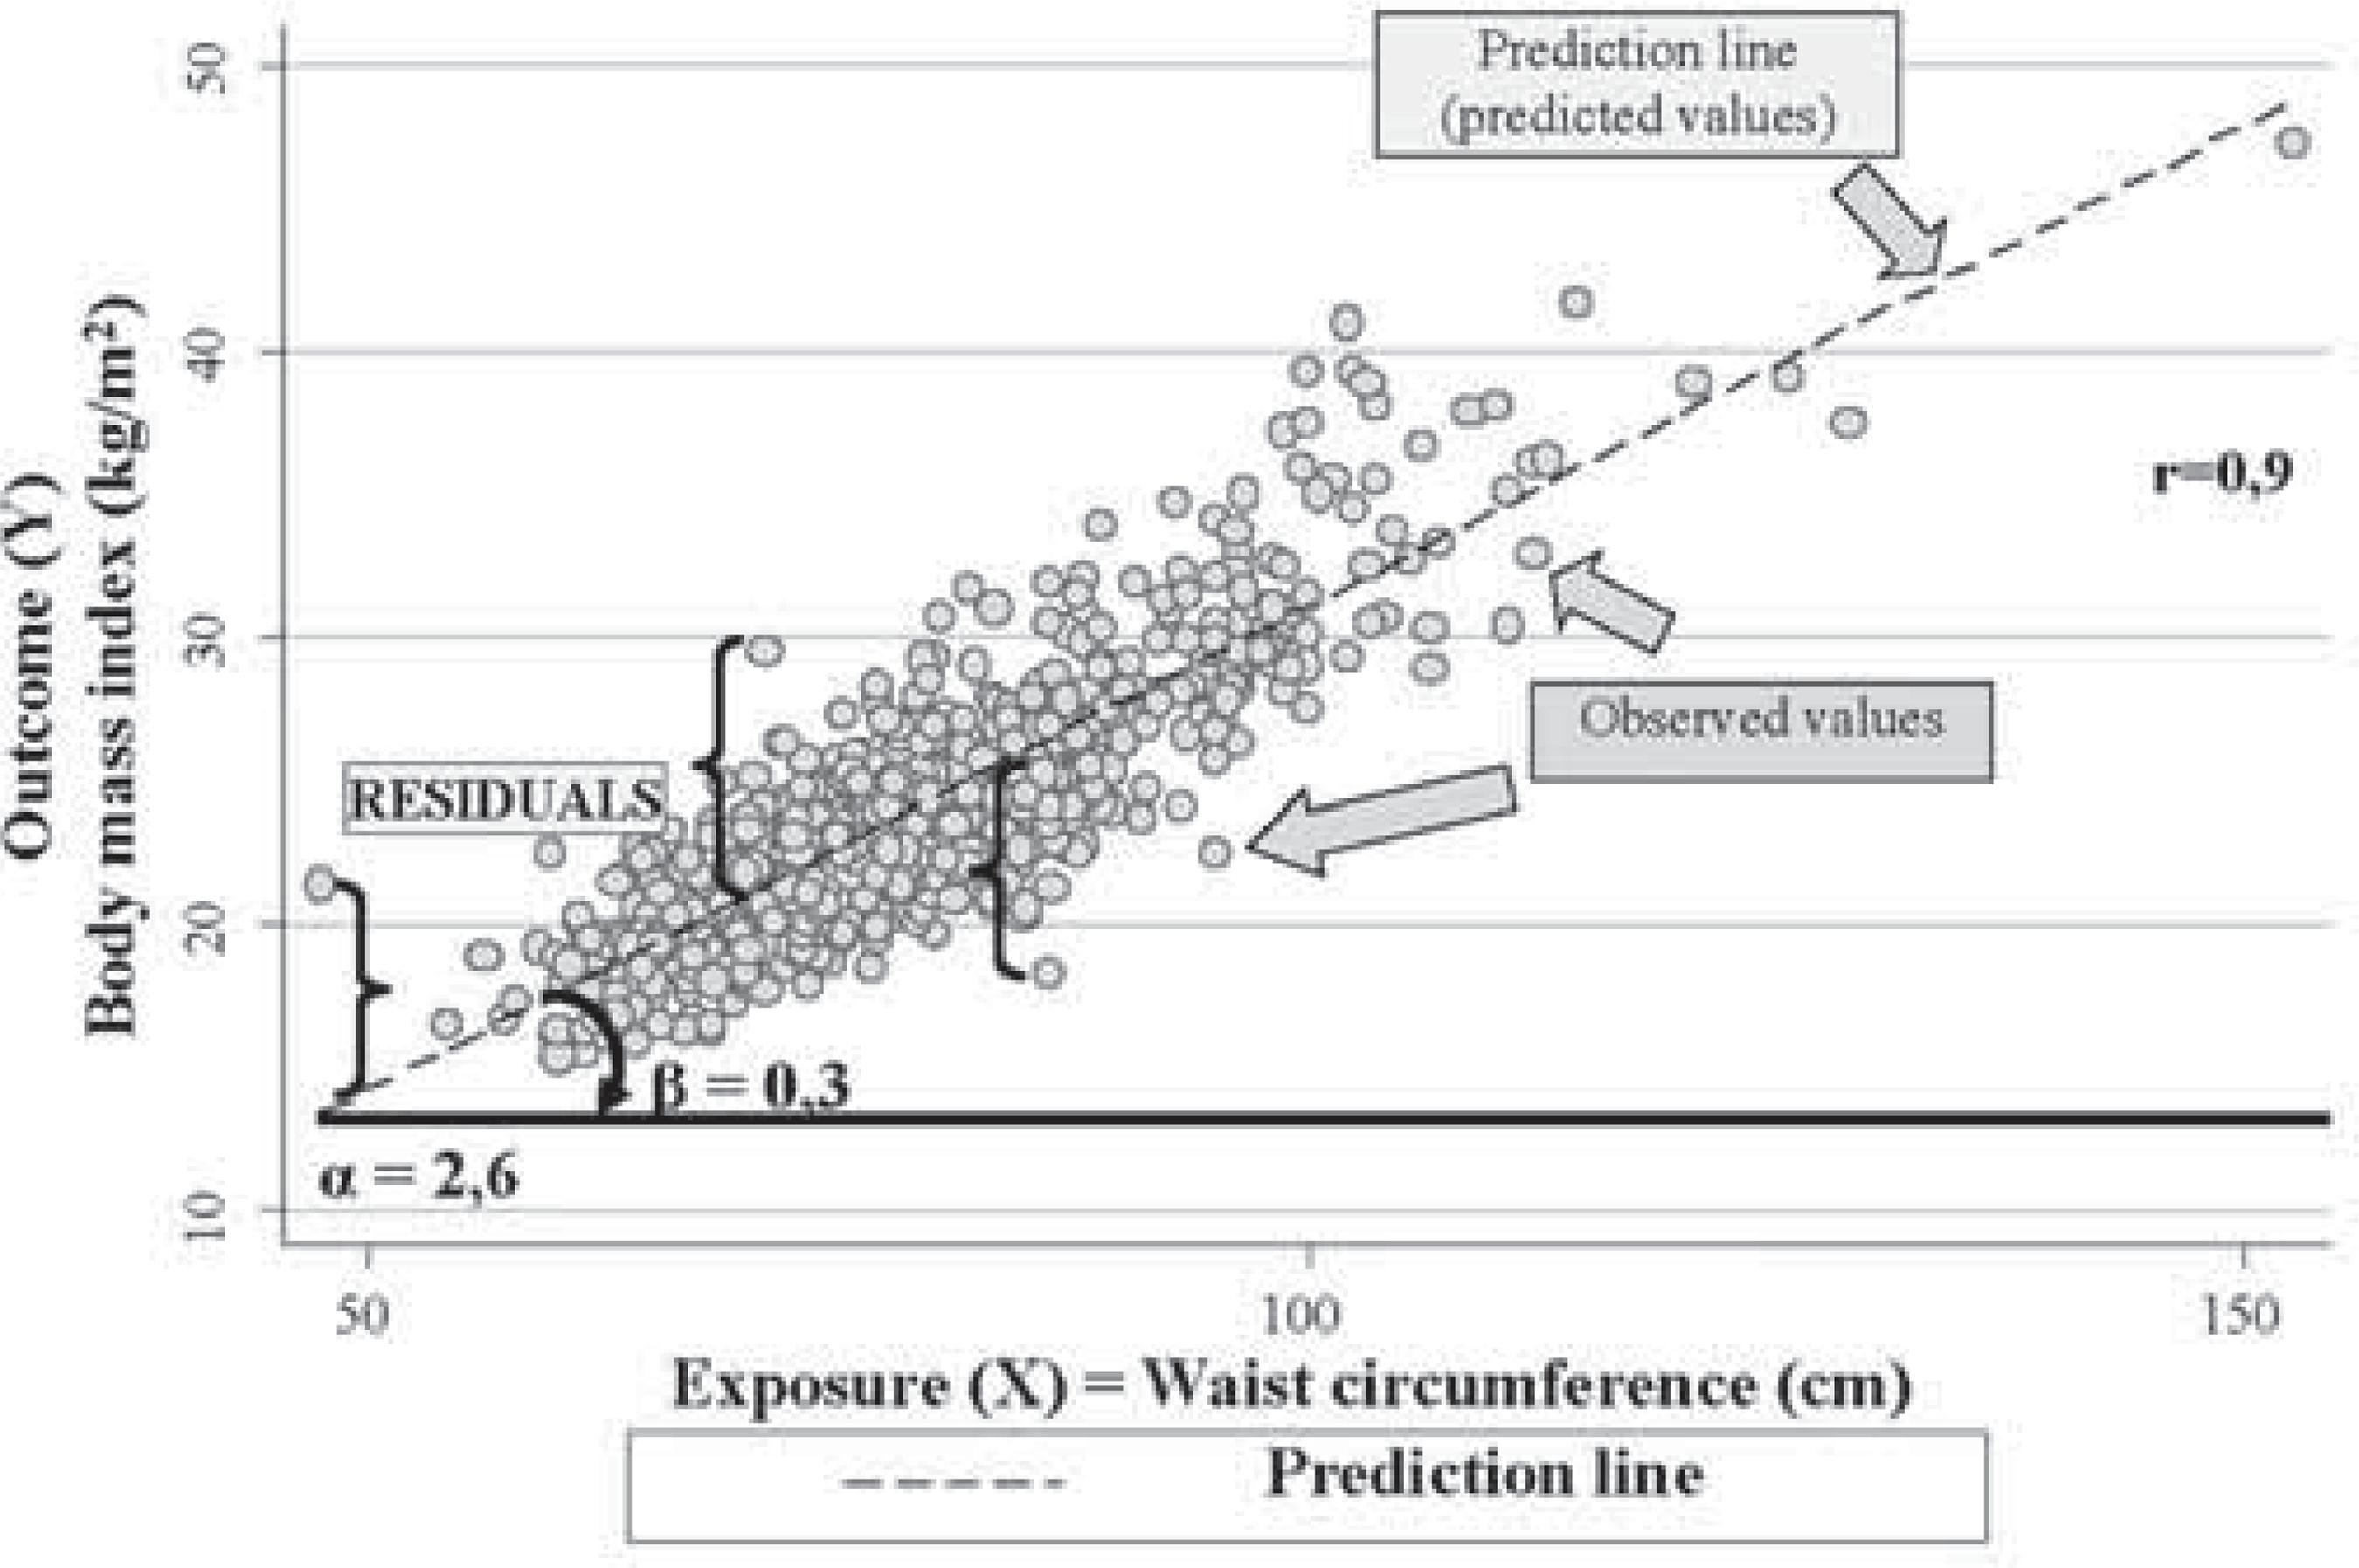 Prediction line
(predicted values)
50
40
30
20
10
Outcome (Y)
Body mass index (kg/m²)
r=0,9
Observed values
RESIDUALS
β = 0,3
α = 2,6
50
100
150
Exposure (X) = Waist circumference (cm)
Prediction line